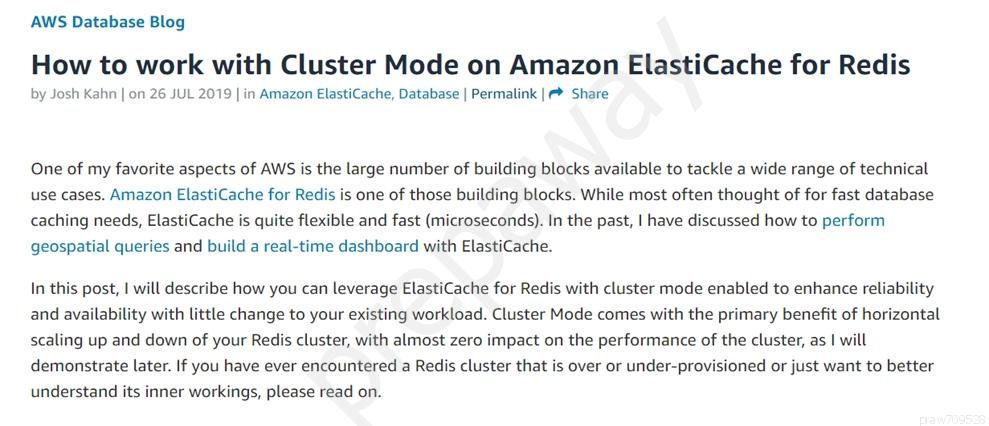 AWS Database Blog
How to work with Cluster Mode on Amazon ElastiCache for Redis
by Josh Kahn | on 26 JUL 2019 | in Amazon ElastiCache, Database | Permalink | Share
One of my favorite aspects of AWS is the large number of building blocks available to tackle a wide range of technical
use cases. Amazon ElastiCache for Redis is one of those building blocks. While most often thought of for fast database
caching needs, ElastiCache is quite flexible and fast (microseconds). In the past, I have discussed how to perform
geospatial queries and build a real-time dashboard with ElastiCache.
In this post, I will describe how you can leverage ElastiCache for Redis with cluster mode enabled to enhance reliability
and availability with little change to your existing workload. Cluster Mode comes with the primary benefit of horizontal
scaling up and down of your Redis cluster, with almost zero impact on the performance of the cluster, as I will
demonstrate later. If you have ever encountered a Redis cluster that is over or under-provisioned or just want to better
understand its inner workings, please read on.
prepaway
praw709528